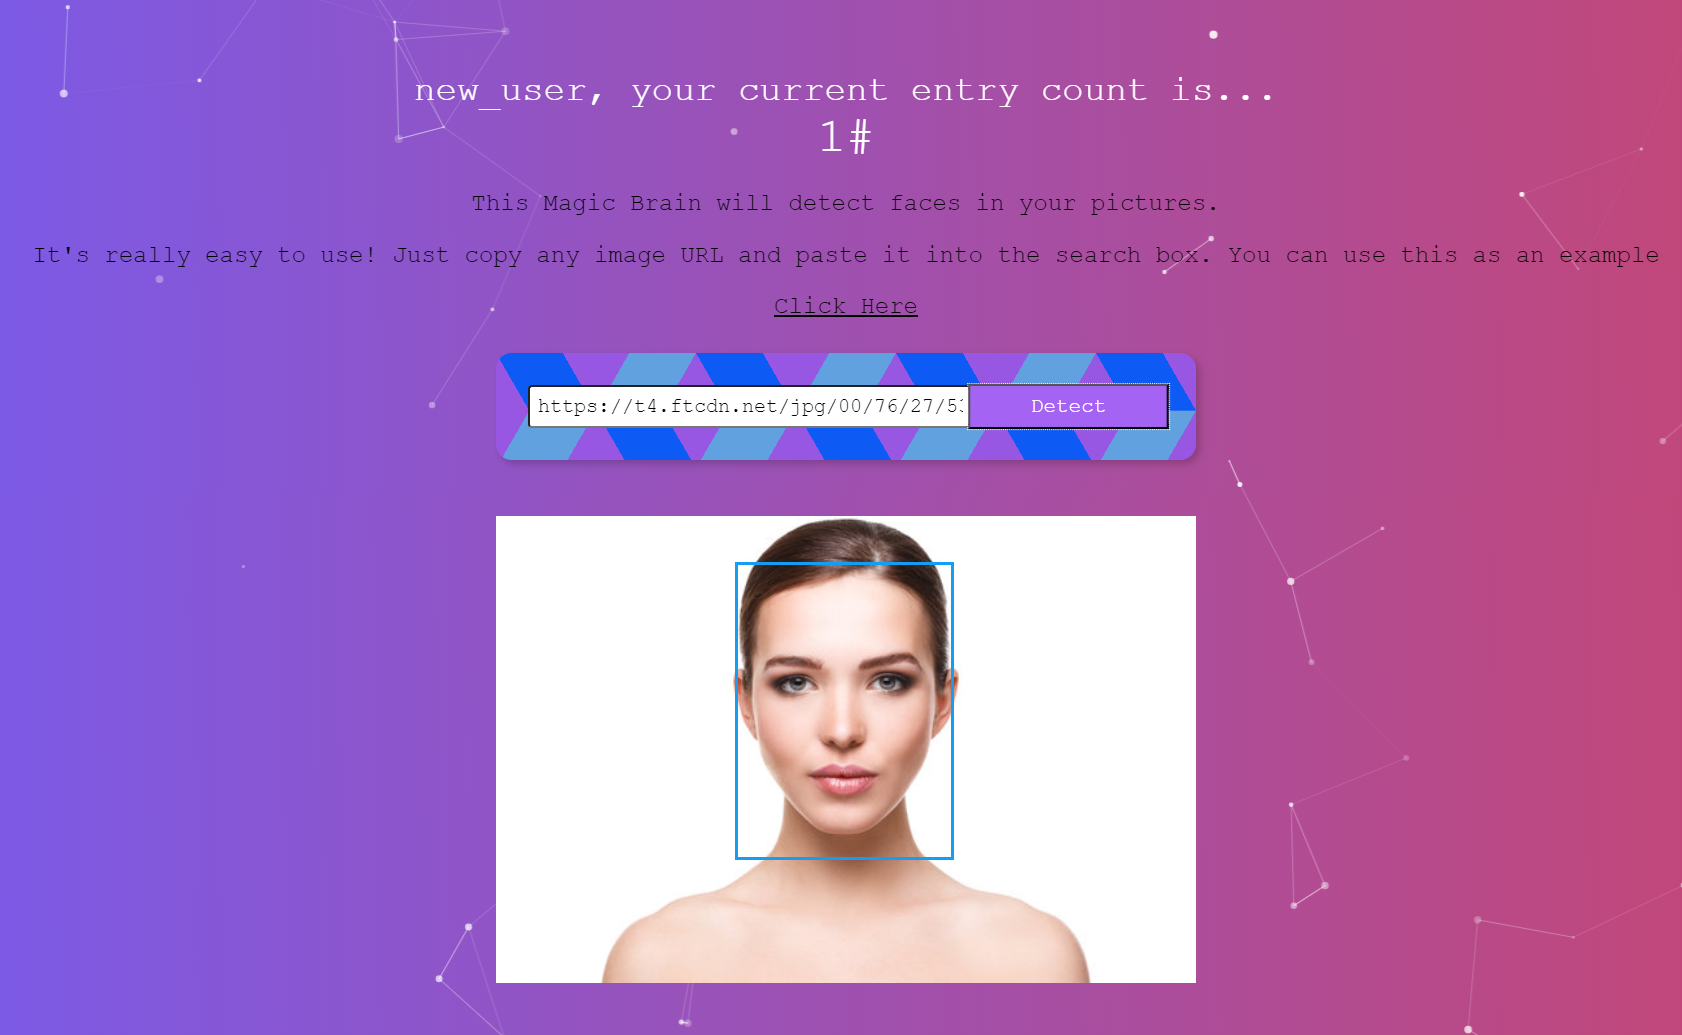 new_user, your current entry count is...
1#
This Magic Brain will detect faces in your pictures.
It's really easy to use! Just copy any image URL and paste it into the search box. You can use this as an example
Click Here
https://t4.ftcdn.net/jpg/00/76/27/53 Detect